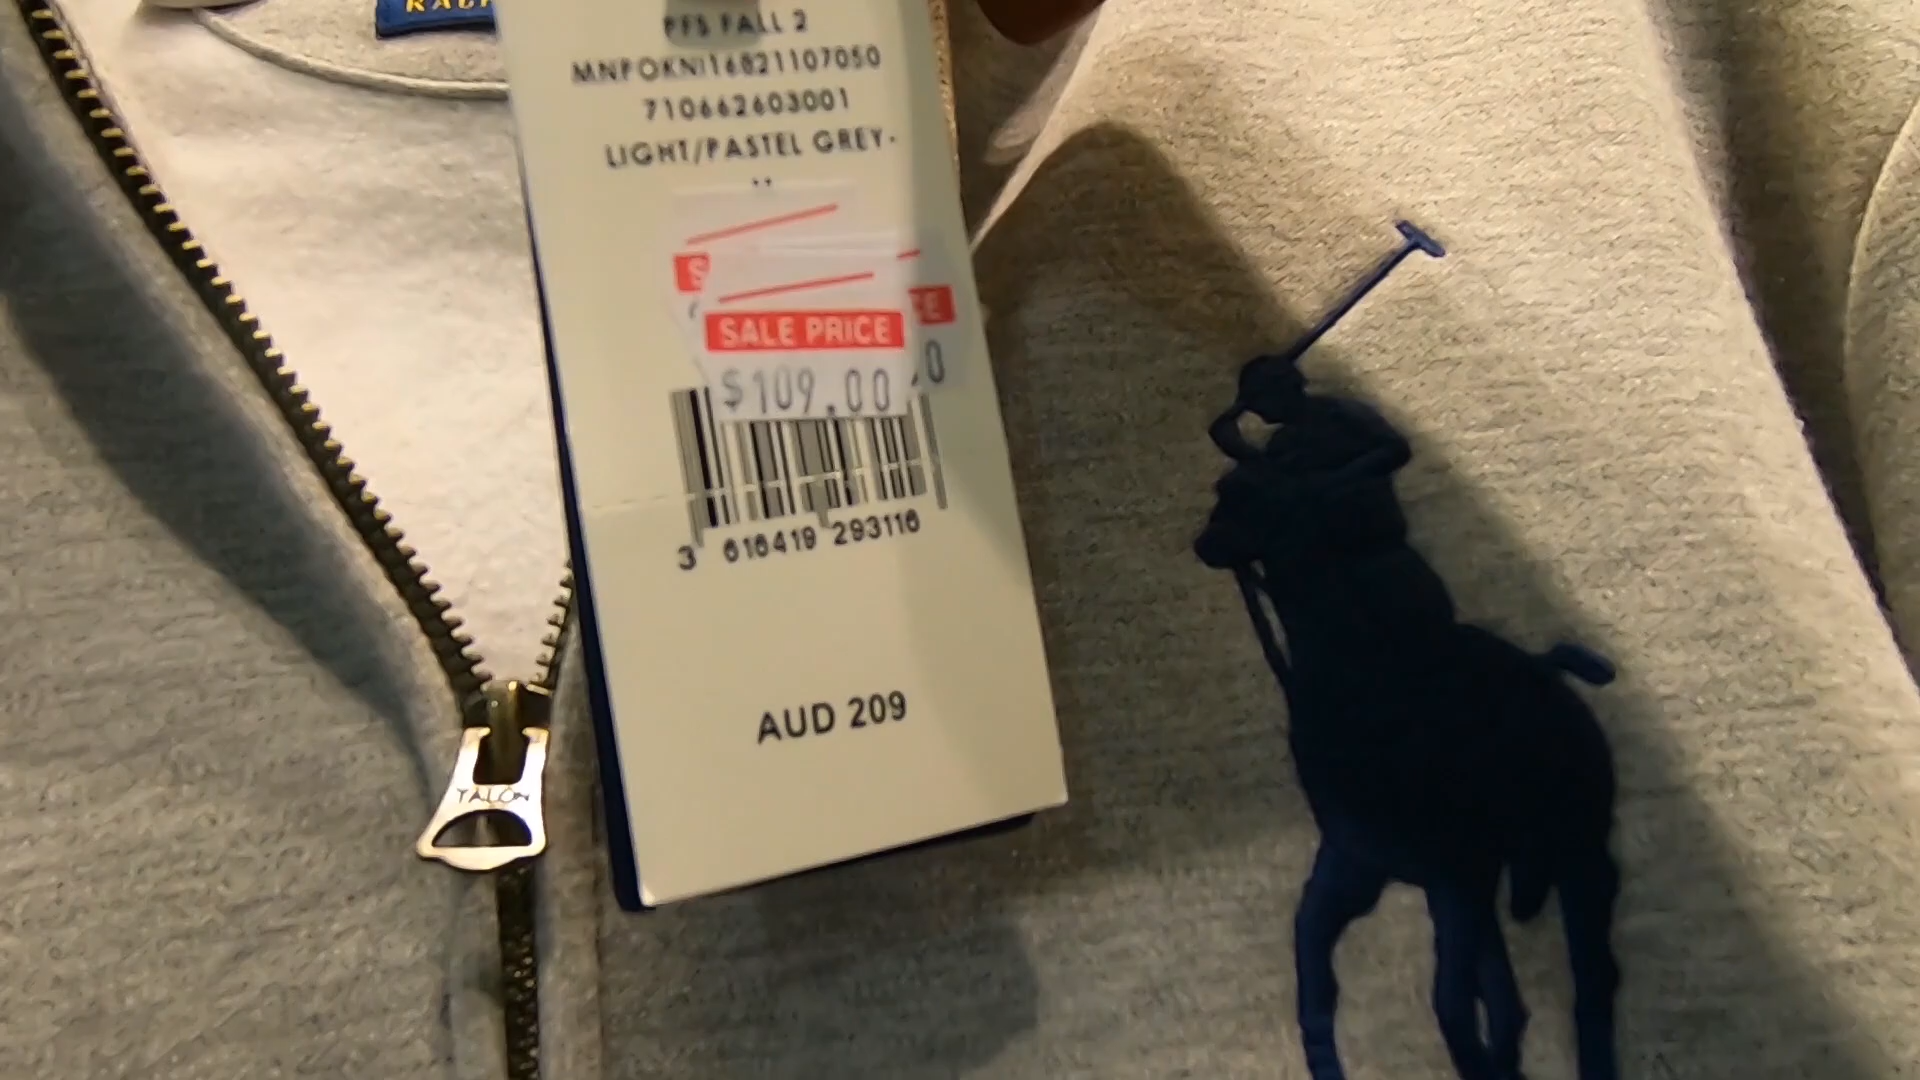 PFS FALL 2
MNPOKNI16821107050
710662603001
LIGHT/PASTEL GREY-
SALE PRICE
$109.00
3 616419 293116
AUD 209
TALON